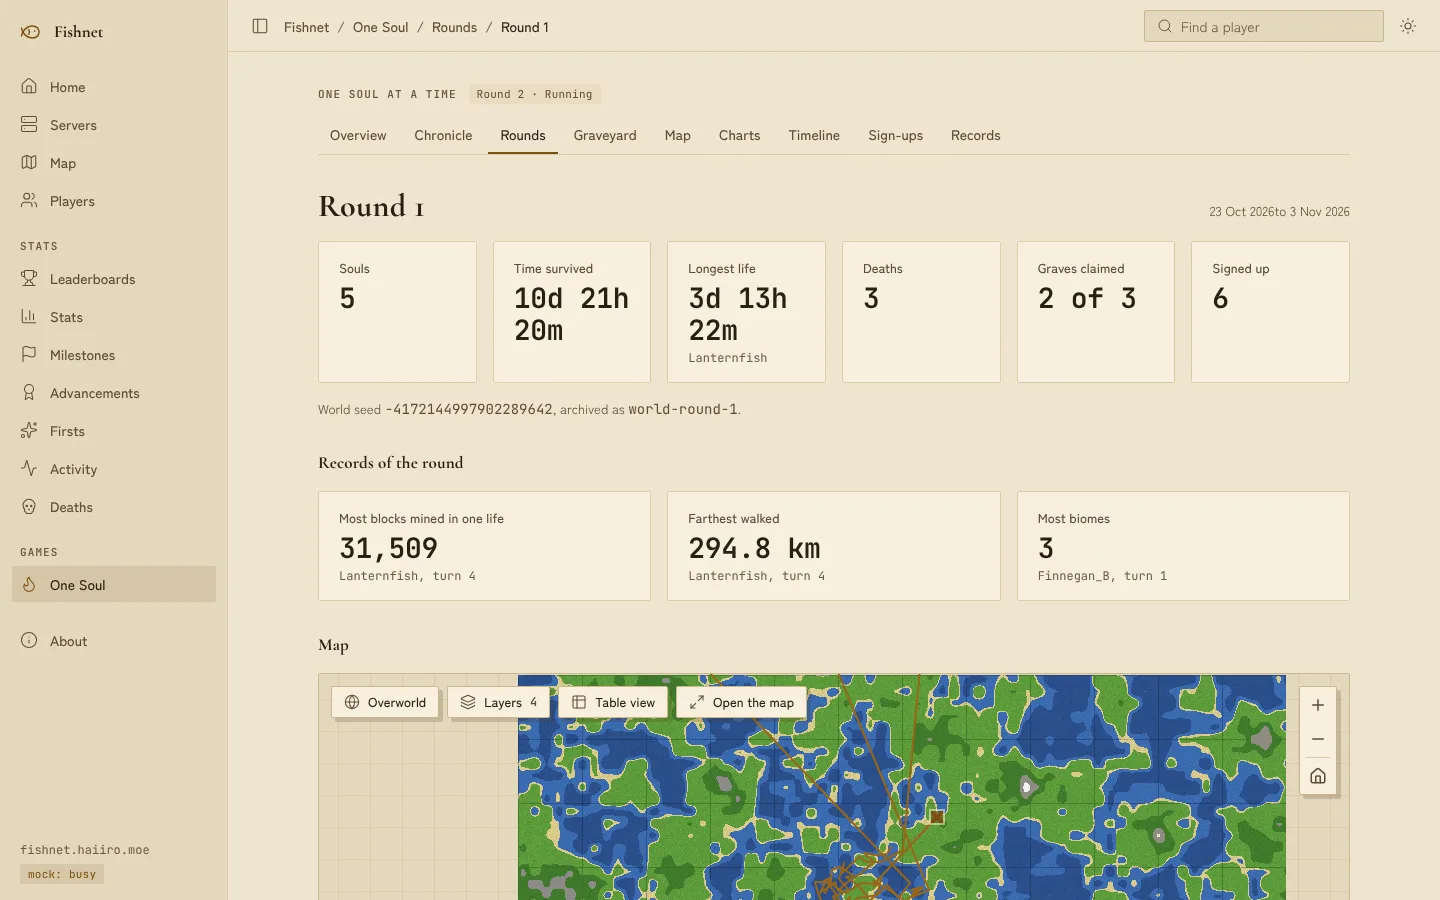 Fishnet
Fishnet / One Soul / Rounds / Round 1
Find a player
Home
Servers
Map
Players
STATS
Leaderboards
Stats
Milestones
Advancements
Firsts
Activity
Deaths
GAMES
One Soul
About
fishnet.haiiro.moe
mock: busy
ONE SOUL AT A TIME
Round 2 · Running
Overview
Chronicle
Rounds
Graveyard
Map
Charts
Timeline
Sign-ups
Records
Round 1
23 Oct 2026to 3 Nov 2026
Souls
5
Time survived
10d 21h
20m
Longest life
3d 13h
22m
Lanternfish
Deaths
3
Graves claimed
2 of 3
Signed up
6
World seed -4172144997902289642, archived as world-round-1.
Records of the round
Most blocks mined in one life
31,509
Lanternfish, turn 4
Farthest walked
294.8 km
Lanternfish, turn 4
Most biomes
3
Finnegan_B, turn 1
Map
Overworld
Layers 4
Table view
Open the map